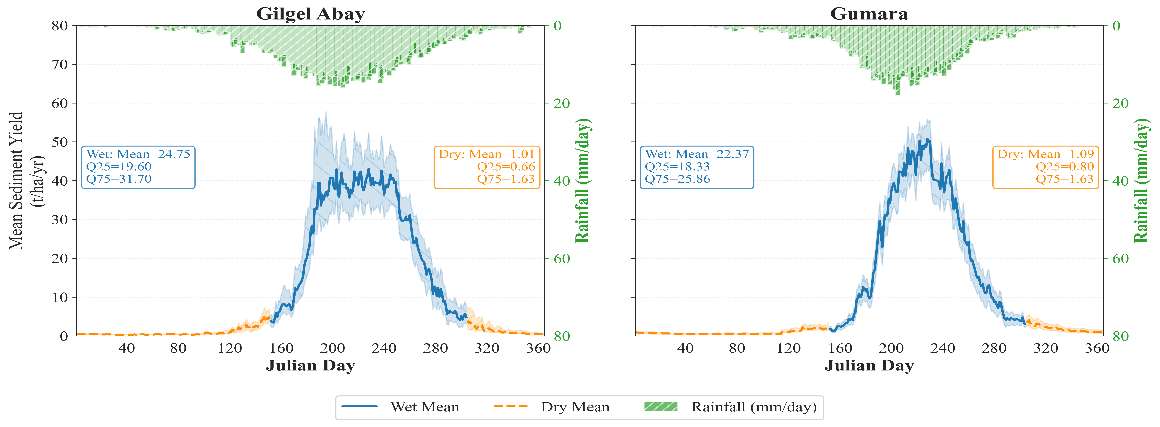 Gilgel Abay
80
70
60
50
40
30
20
10
0
Mean Sediment Yield
(t/ha/yr)
Wet: Mean=24.75
Q25=19.60
Q75=31.70
Dry: Mean=1.01
Q25=0.66
Q75=1.63
0
20
40
60
80
Rainfall (mm/day)
40 80 120 160 200 240 280 320 360
Julian Day
Gumara
Wet: Mean=22.37
Q25=18.33
Q75=25.86
Dry: Mean=1.09
Q25=0.80
Q75=1.63
0
20
40
60
80
Rainfall (mm/day)
40 80 120 160 200 240 280 320 360
Julian Day
Wet Mean Dry Mean Rainfall (mm/day)